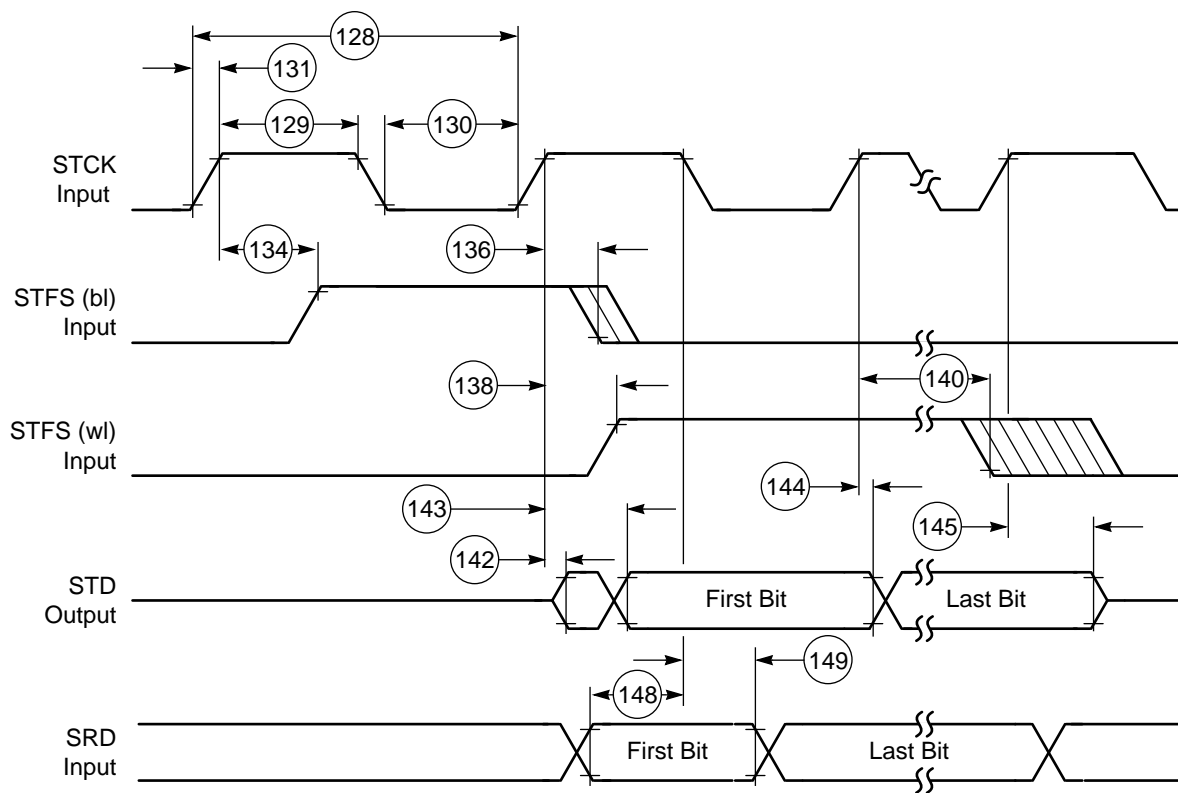 128
131
129
130
STCK
Input
134
136
STFS (bl)
Input
138
140
STFS (wl)
Input
144
143
145
142
STD
Output
First Bit
Last Bit
149
148
SRD
Input
First Bit
Last Bit